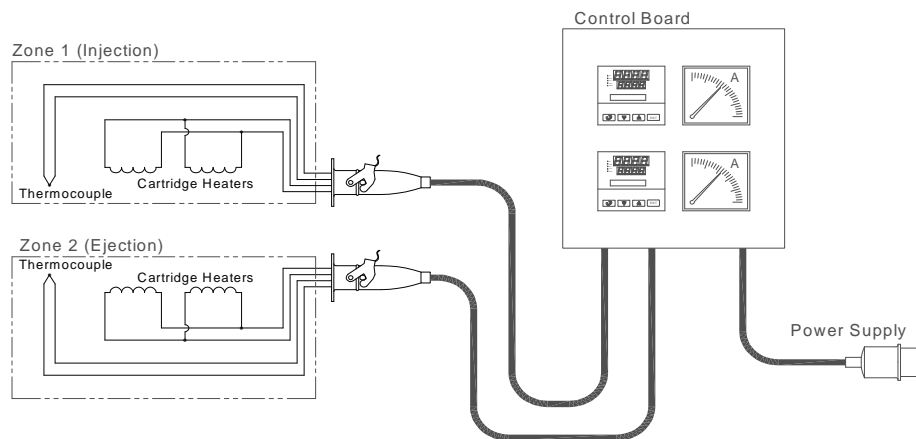 Control Board
Zone 1 (Injection)
A
Thermocouple
Cartridge Heaters
A
Zone 2 (Ejection)
Thermocouple
Cartridge Heaters
Power Supply